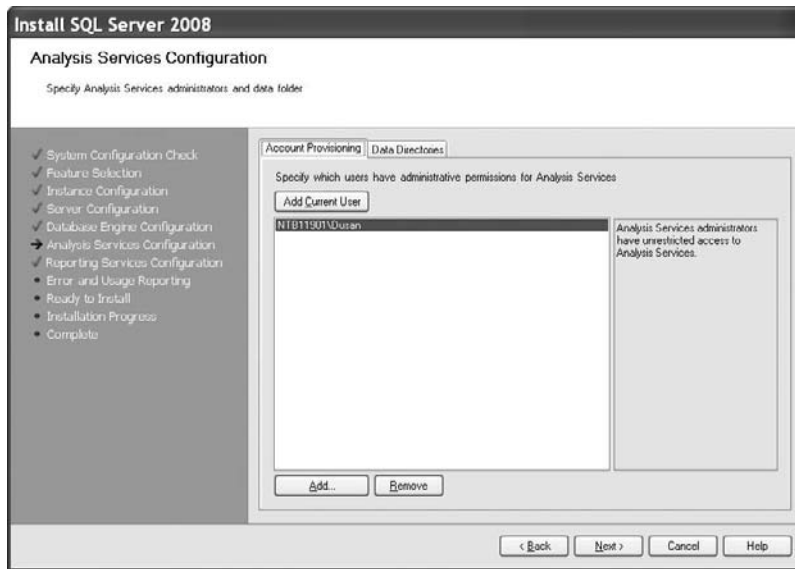 Install SQL Server 2008
Analysis Services Configuration
Specify Analysis Services administrators and data folder
System Configuration Check
Feature Selection
Instance Configuration
Server Configuration
Database Engine Configuration
Analysis Services Configuration
Reporting Services Configuration
Error and Usage Reporting
Ready to Install
Installation Progress
Complete
Account Provisioning
Data Directories
Specify which users have administrative permissions for Analysis Services
Add Current User
NTB11901\Dusan
Analysis Services administrators
have unrestricted access to
Analysis Services.
Add...
Remove
< Back
Next >
Cancel
Help